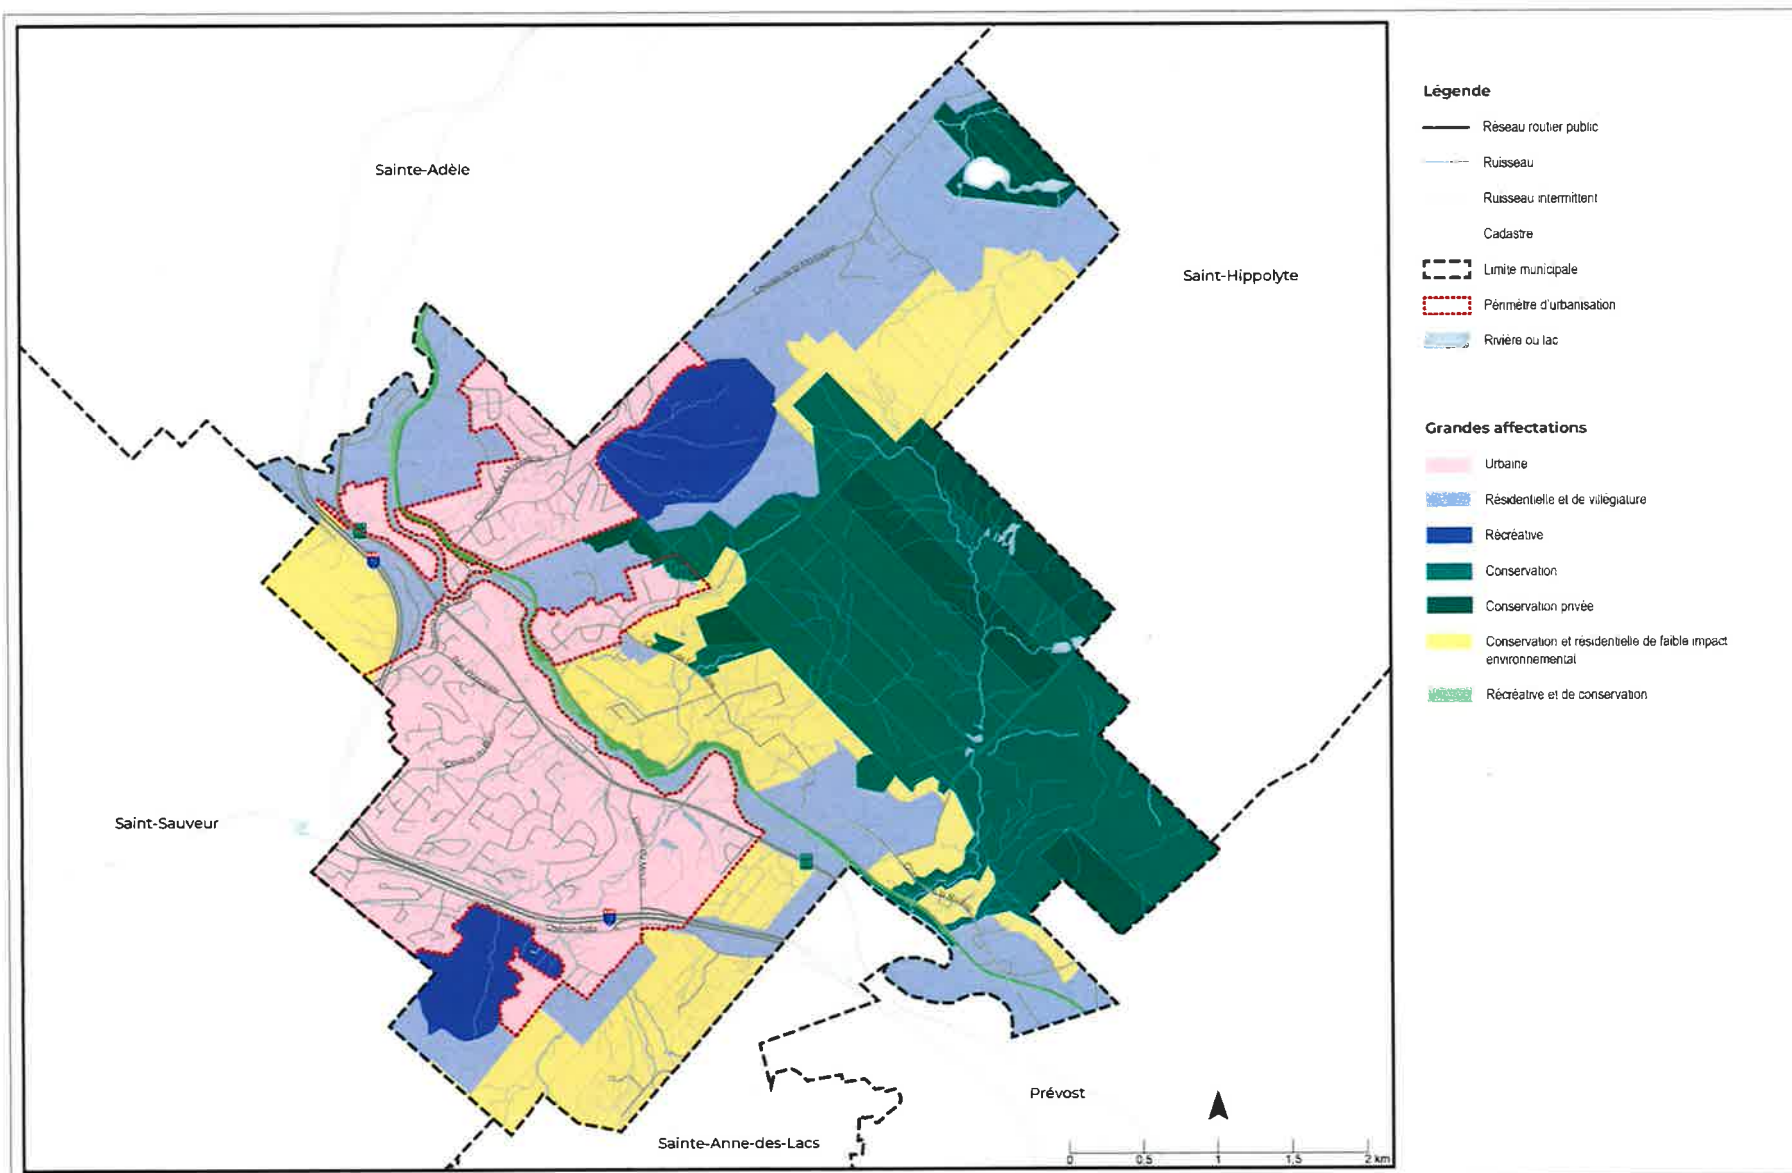 Sainte-Adèle
Saint-Hippolyte
Saint-Sauveur
Prévost
Sainte-Anne-des-Lacs
0
0,5
1
1,5
2 km
Légende
Réseau routier public
Ruisseau
Ruisseau intermittent
Cadastre
Limite municipale
Périmètre d'urbanisation
Rivière ou lac
Grandes affectations
Urbaine
Résidentielle et de villégiature
Récréative
Conservation
Conservation privée
Conservation et résidentielle de faible impact
environnemental
Récréative et de conservation